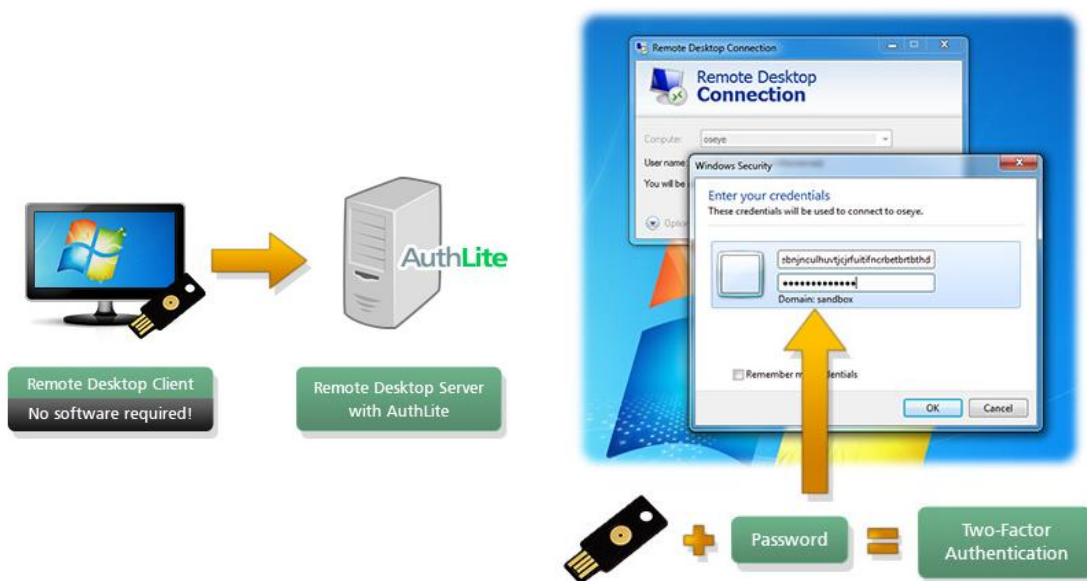 Remote Desktop Connection
Remote Desktop
Connection
Computer:
oseye
User name
You will be
Windows Security
Enter your credentials
These credentials will be used to connect to oseye.
Domain: sandbox
Remember my credentials
OK
Cancel
AuthLite
Remote Desktop Client
No software required!
Remote Desktop Server
with AuthLite
Password
Two-Factor
Authentication